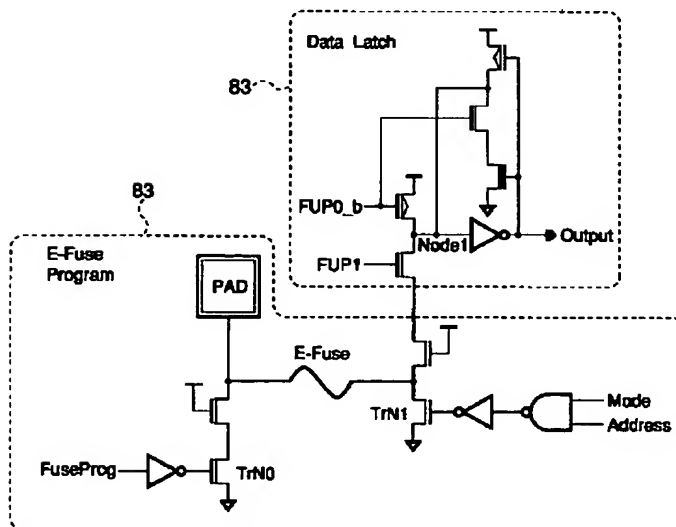 Data Latch
83
FUP0_b
Node1
Output
83
FUP1
E-Fuse
Program
PAD
E-Fuse
Mode
TrN1
Address
FuseProg
TrN0